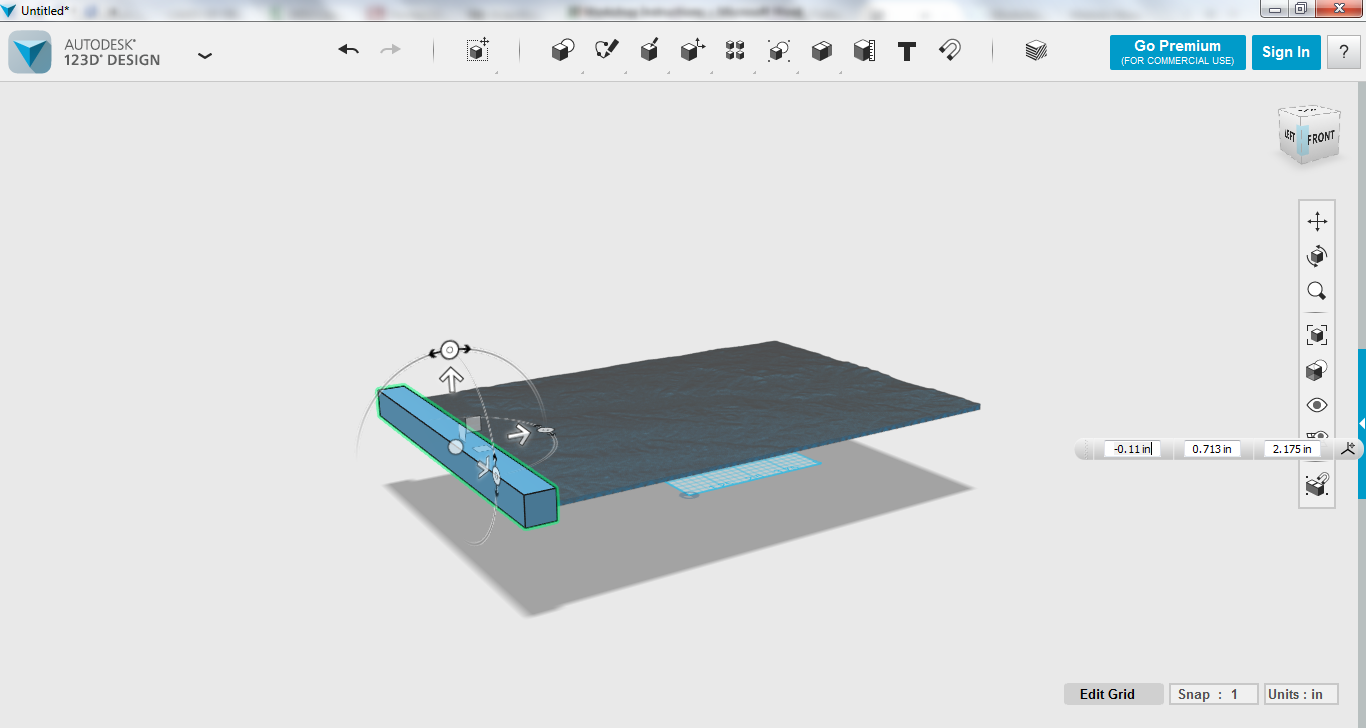 Untitled*
AUTODESK®
123D® DESIGN
Go Premium
(FOR COMMERCIAL USE)
Sign In
?
LEFT
FRONT
-0.11 in
0.713 in
2.175 in
Edit Grid
Snap : 1
Units : in